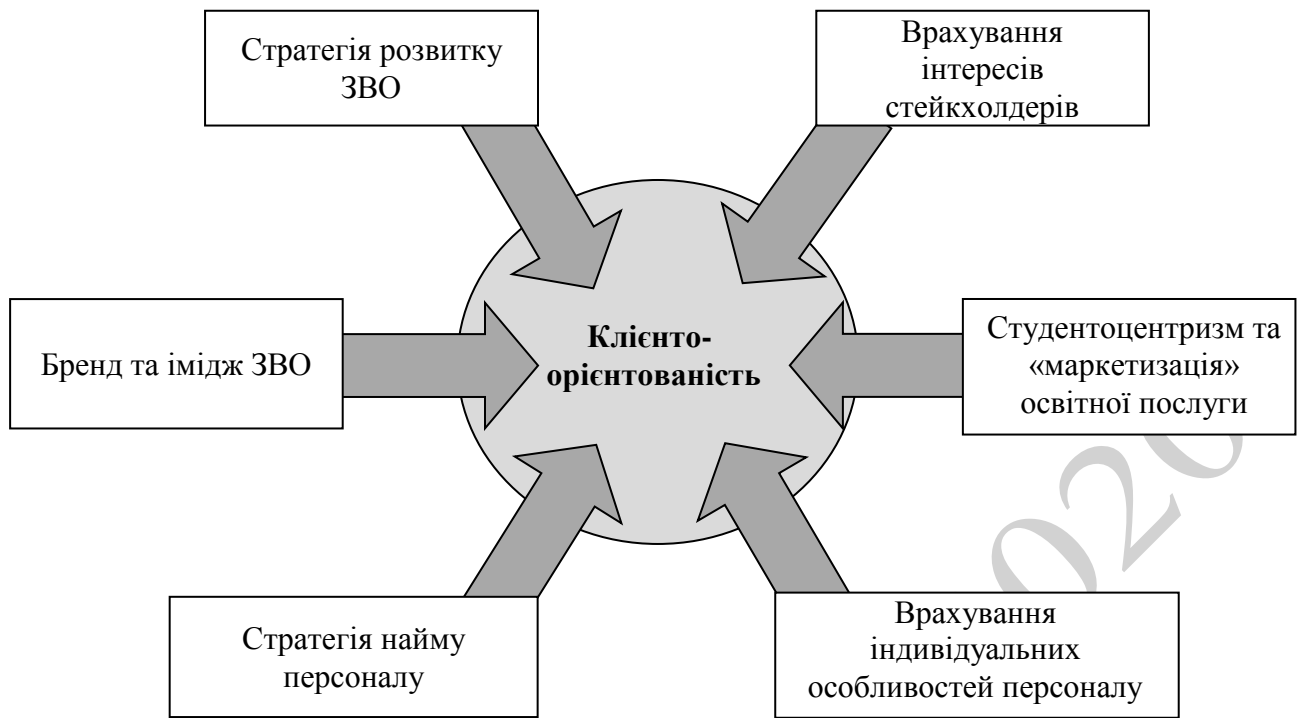 Стратегія розвитку
ЗВО
Врахування
інтересів
стейкхолдерів
Бренд та імідж ЗВО
Клієнто-
орієнтованість
Студентоцентризм та
«маркетизація»
освітної послуги
Стратегія найму
персоналу
Врахування
індивідуальних
особливостей персоналу